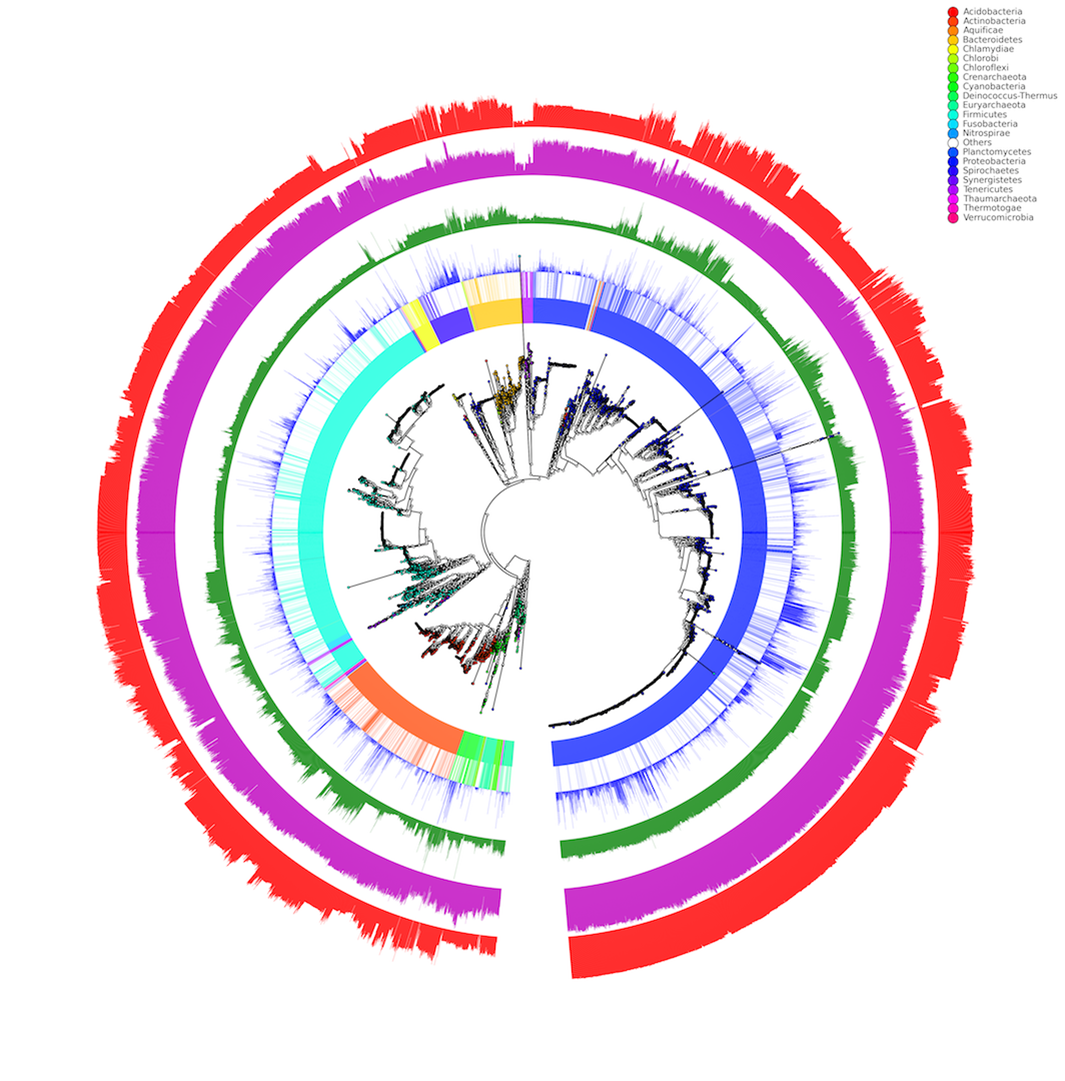 Acidobacteria
Actinobacteria
Aquificae
Bacteroidetes
Chlamydiae
Chlorobi
Chloroflexi
Crenarchaeota
Cyanobacteria
Deinococcus-Thermus
Euryarchaeota
Firmicutes
Fusobacteria
Nitrospirae
Others
Planctomycetes
Proteobacteria
Spirochaetes
Synergistetes
Tenericutes
Thaumarchaeota
Thermotogae
Verrucomicrobia